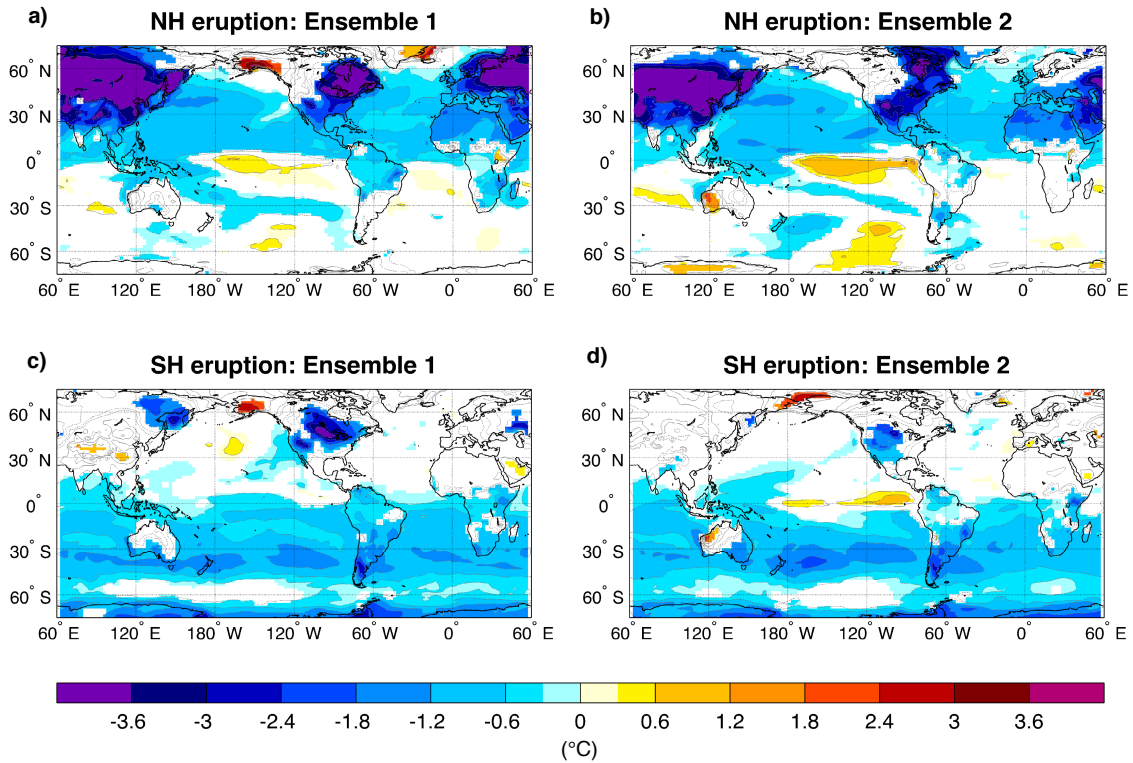 a) NH eruption: Ensemble 1
60° N
30° N
0°
30° S
60° S
60° E 120° E 180° W 120° W 60° W 0° 60° E
b) NH eruption: Ensemble 2
60° N
30° N
0°
30° S
60° S
60° E 120° E 180° W 120° W 60° W 0° 60° E
c) SH eruption: Ensemble 1
60° N
30° N
0°
30° S
60° S
60° E 120° E 180° W 120° W 60° W 0° 60° E
d) SH eruption: Ensemble 2
60° N
30° N
0°
30° S
60° S
60° E 120° E 180° W 120° W 60° W 0° 60° E
-3.6 -3 -2.4 -1.8 -1.2 -0.6 0 0.6 1.2 1.8 2.4 3 3.6
(°C)